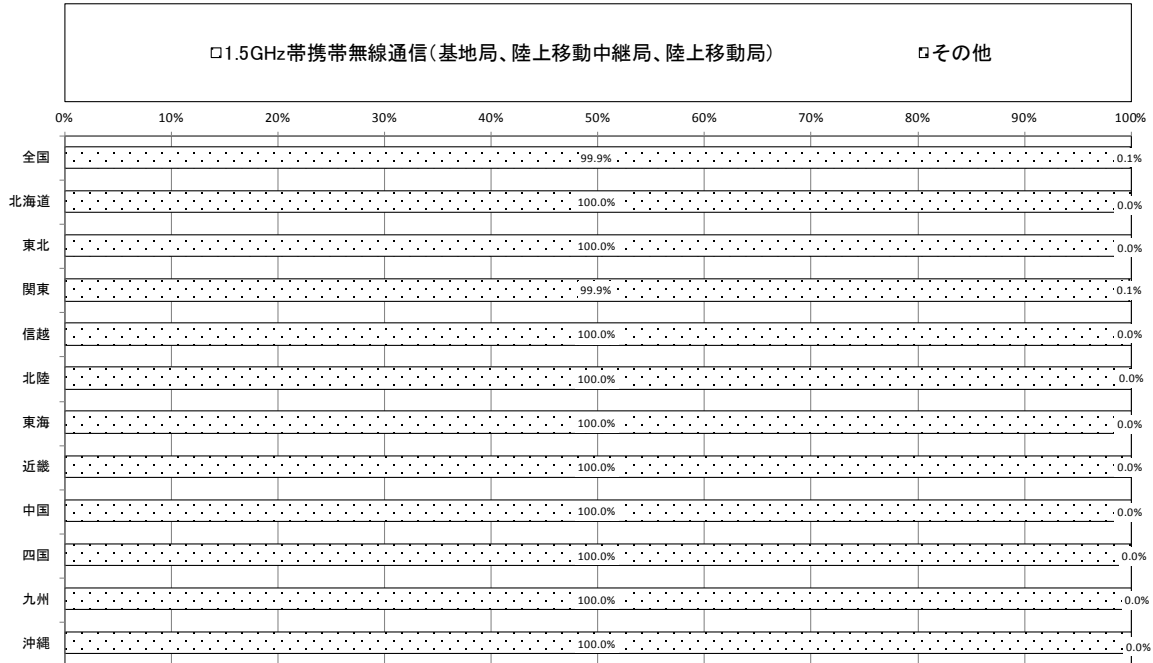 1.5GHz帯携帯無線通信(基地局、陸上移動中継局、陸上移動局) その他
0% 10% 20% 30% 40% 50% 60% 70% 80% 90% 100%
全国 99.9% 0.1%
北海道 100.0% 0.0%
東北 100.0% 0.0%
関東 99.9% 0.1%
信越 100.0% 0.0%
北陸 100.0% 0.0%
東海 100.0% 0.0%
近畿 100.0% 0.0%
中国 100.0% 0.0%
四国 100.0% 0.0%
九州 100.0% 0.0%
沖縄 100.0% 0.0%